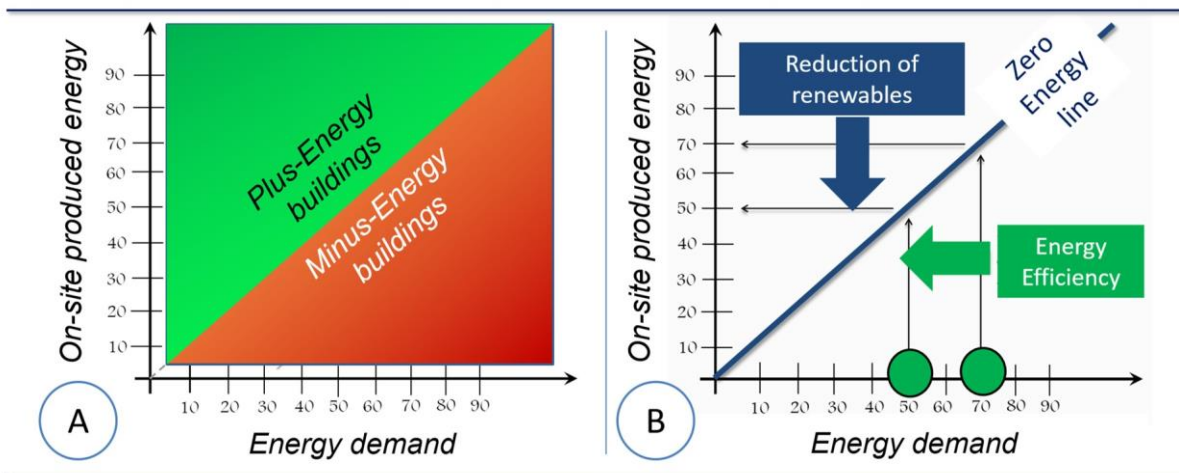 On-site produced energy
90
80
70
60
50
40
30
20
10
Plus-Energy
buildings
Minus-Energy
buildings
10 20 30 40 50 60 70 80 90
A
Energy demand
On-site produced energy
90
80
70
60
50
40
30
20
10
Reduction of
renewables
Zero
Energy
line
Energy
Efficiency
10 20 30 40 50 60 70 80 90
B
Energy demand